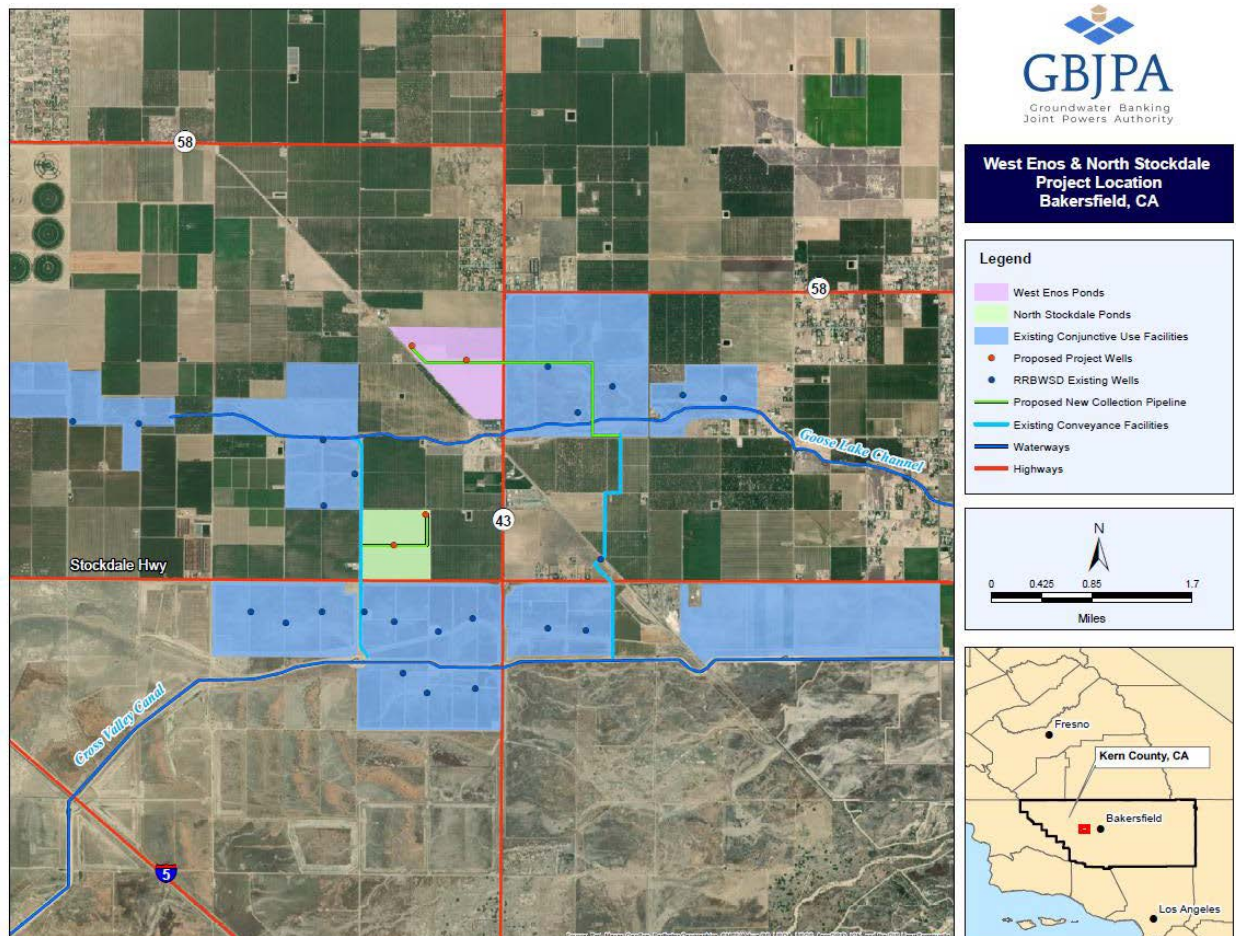 58
58
43
Goose Lake Channel
Stockdale Hwy
Cross Valley Canal
5
GBJPA
Groundwater Banking
Joint Powers Authority
West Enos & North Stockdale
Project Location
Bakersfield, CA
Legend
West Enos Ponds
North Stockdale Ponds
Existing Conjunctive Use Facilities
Proposed Project Wells
RRBWSD Existing Wells
Proposed New Collection Pipeline
Existing Conveyance Facilities
Waterways
Highways
N
0 0.425 0.85 1.7
Miles
Fresno
Kern County, CA
Bakersfield
Los Angeles